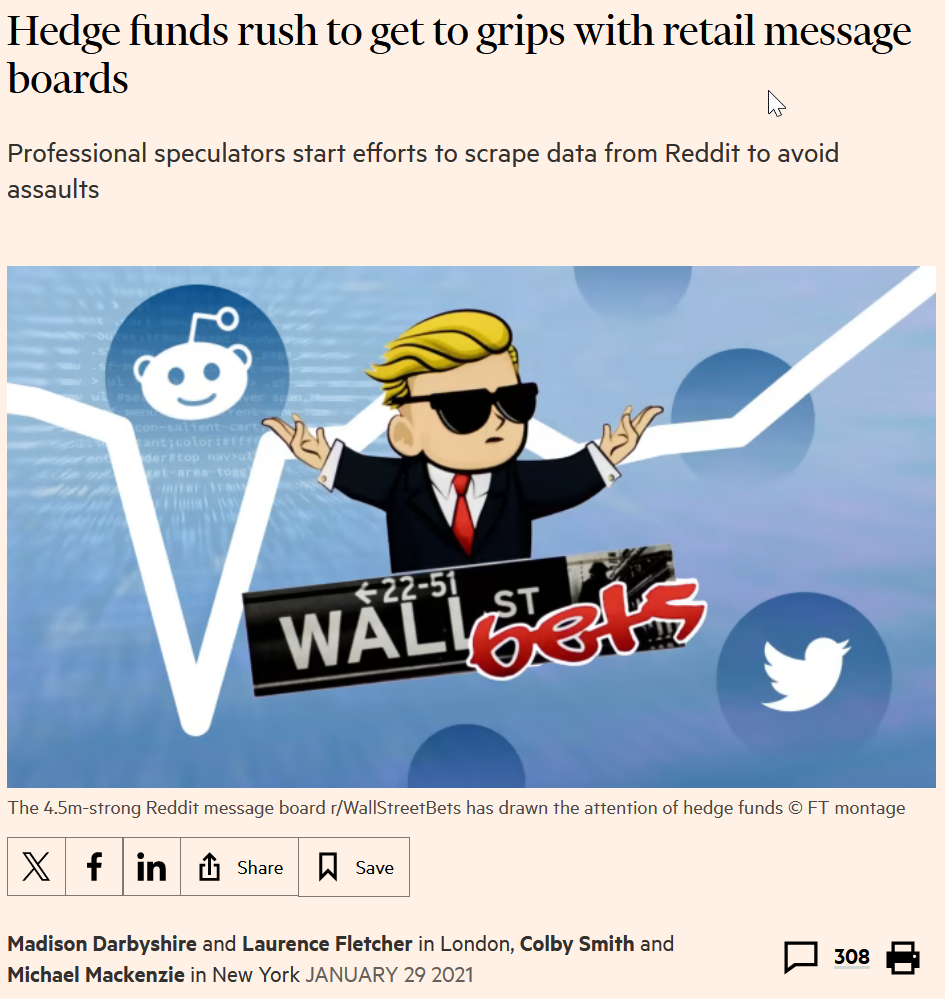 Hedge funds rush to get to grips with retail message
boards
Professional speculators start efforts to scrape data from Reddit to avoid
assaults
←22-51
WALL ST
bets
The 4.5m-strong Reddit message board r/WallStreetBets has drawn the attention of hedge funds © FT montage
Share
Save
Madison Darbyshire and Laurence Fletcher in London, Colby Smith and
Michael Mackenzie in New York JANUARY 29 2021
308